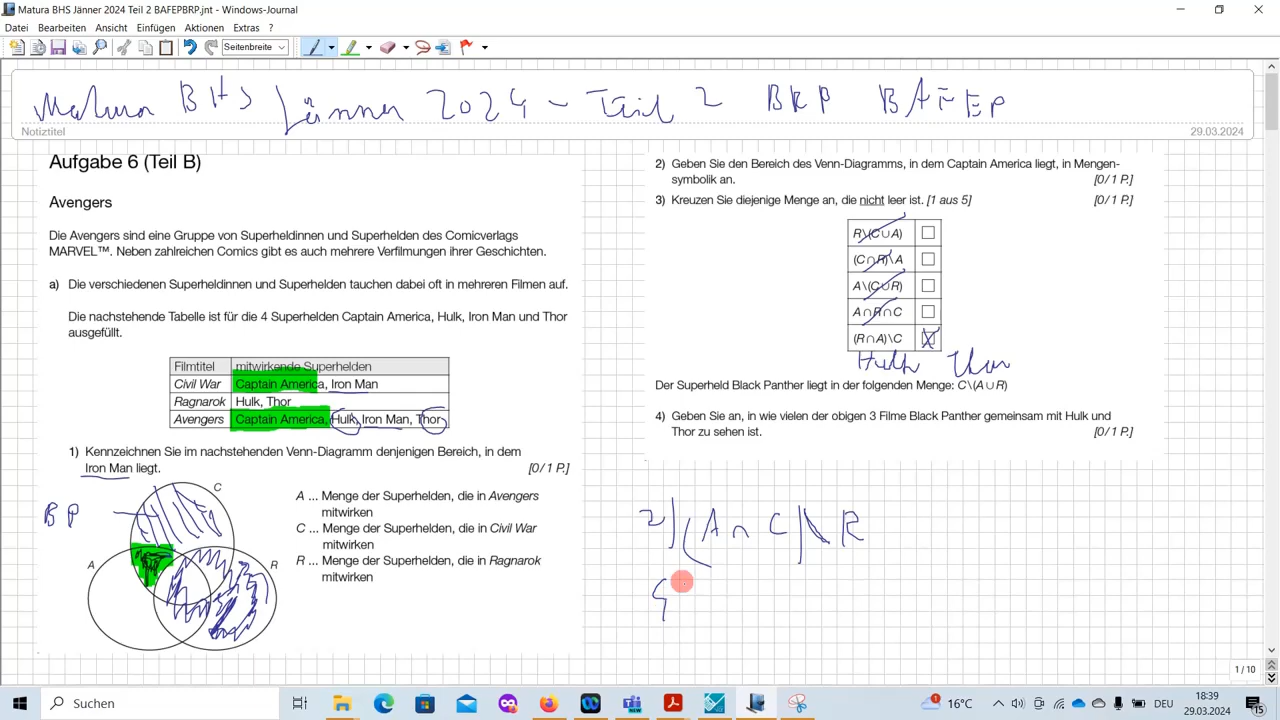 Matura BHS Jänner 2024 Teil 2 BAFEPBRP.jnt - Windows-Journal
Datei Bearbeiten Ansicht Einfügen Aktionen Extras ?
Seitenbreite
Matura BHS Jänner 2024 - Teil 2 BRP BAFEP
Notiztitel
29.03.2024
Aufgabe 6 (Teil B)
Avengers
Die Avengers sind eine Gruppe von Superheldinnen und Superhelden des Comicverlags
MARVEL™. Neben zahlreichen Comics gibt es auch mehrere Verfilmungen ihrer Geschichten.
a) Die verschiedenen Superheldinnen und Superhelden tauchen dabei oft in mehreren Filmen auf.
Die nachstehende Tabelle ist für die 4 Superhelden Captain America, Hulk, Iron Man und Thor
ausgefüllt.
Filmtitel mitwirkende Superhelden
Civil War Captain America, Iron Man
Ragnarok Hulk, Thor
Avengers Captain America, Hulk, Iron Man, Thor
1) Kennzeichnen Sie im nachstehenden Venn-Diagramm denjenigen Bereich, in dem
Iron Man liegt. [0/1 P.]
BP
C
A
R
A ... Menge der Superhelden, die in Avengers
mitwirken
C ... Menge der Superhelden, die in Civil War
mitwirken
R ... Menge der Superhelden, die in Ragnarok
mitwirken
2) Geben Sie den Bereich des Venn-Diagramms, in dem Captain America liegt, in Mengen-
symbolik an. [0/1 P.]
3) Kreuzen Sie diejenige Menge an, die nicht leer ist. [1 aus 5] [0/1 P.]
R\(C∪A)
(C∩R)\A
A\(C∪R)
A∩R∩C
(R∩A)\C
Hulk Thor
Der Superheld Black Panther liegt in der folgenden Menge: C\(A∪R)
4) Geben Sie an, in wie vielen der obigen 3 Filme Black Panther gemeinsam mit Hulk und
Thor zu sehen ist. [0/1 P.]
2) (A ∩ C) \ R
1 / 10
Suchen
16°C
DEU
18:39
29.03.2024
15